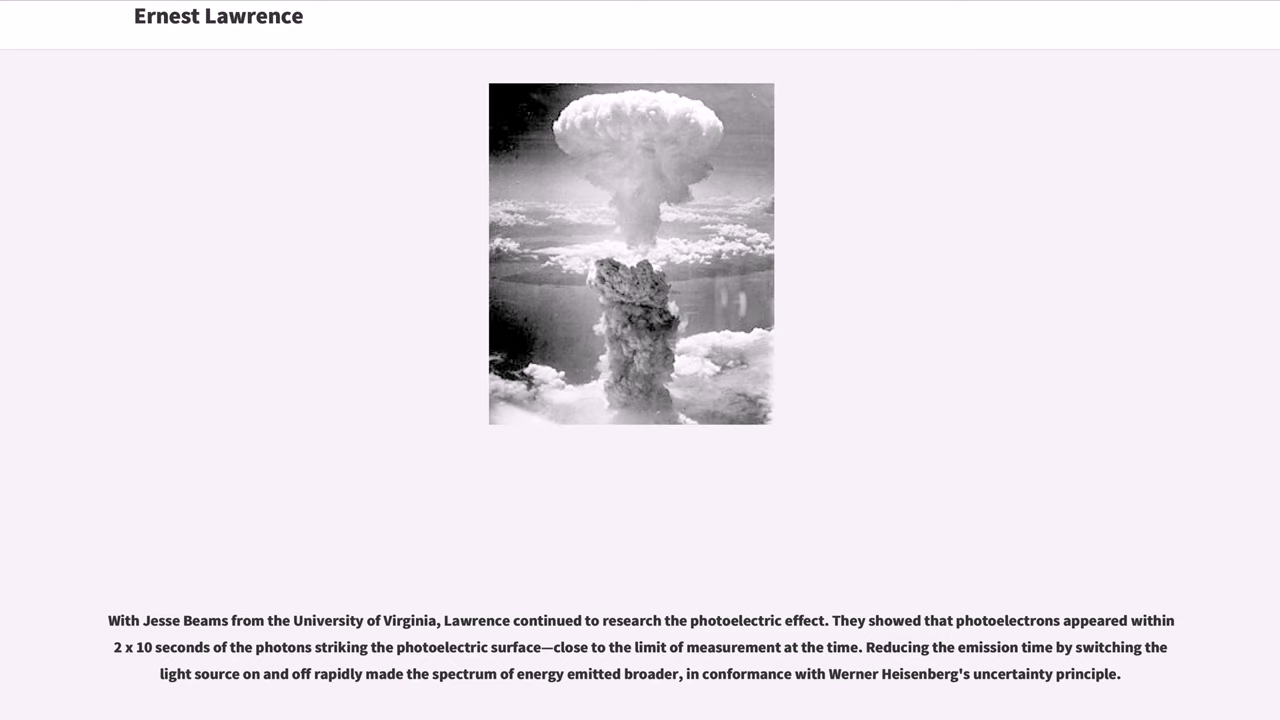 Ernest Lawrence
With Jesse Beams from the University of Virginia, Lawrence continued to research the photoelectric effect. They showed that photoelectrons appeared within
2 x 10 seconds of the photons striking the photoelectric surface—close to the limit of measurement at the time. Reducing the emission time by switching the
light source on and off rapidly made the spectrum of energy emitted broader, in conformance with Werner Heisenberg's uncertainty principle.